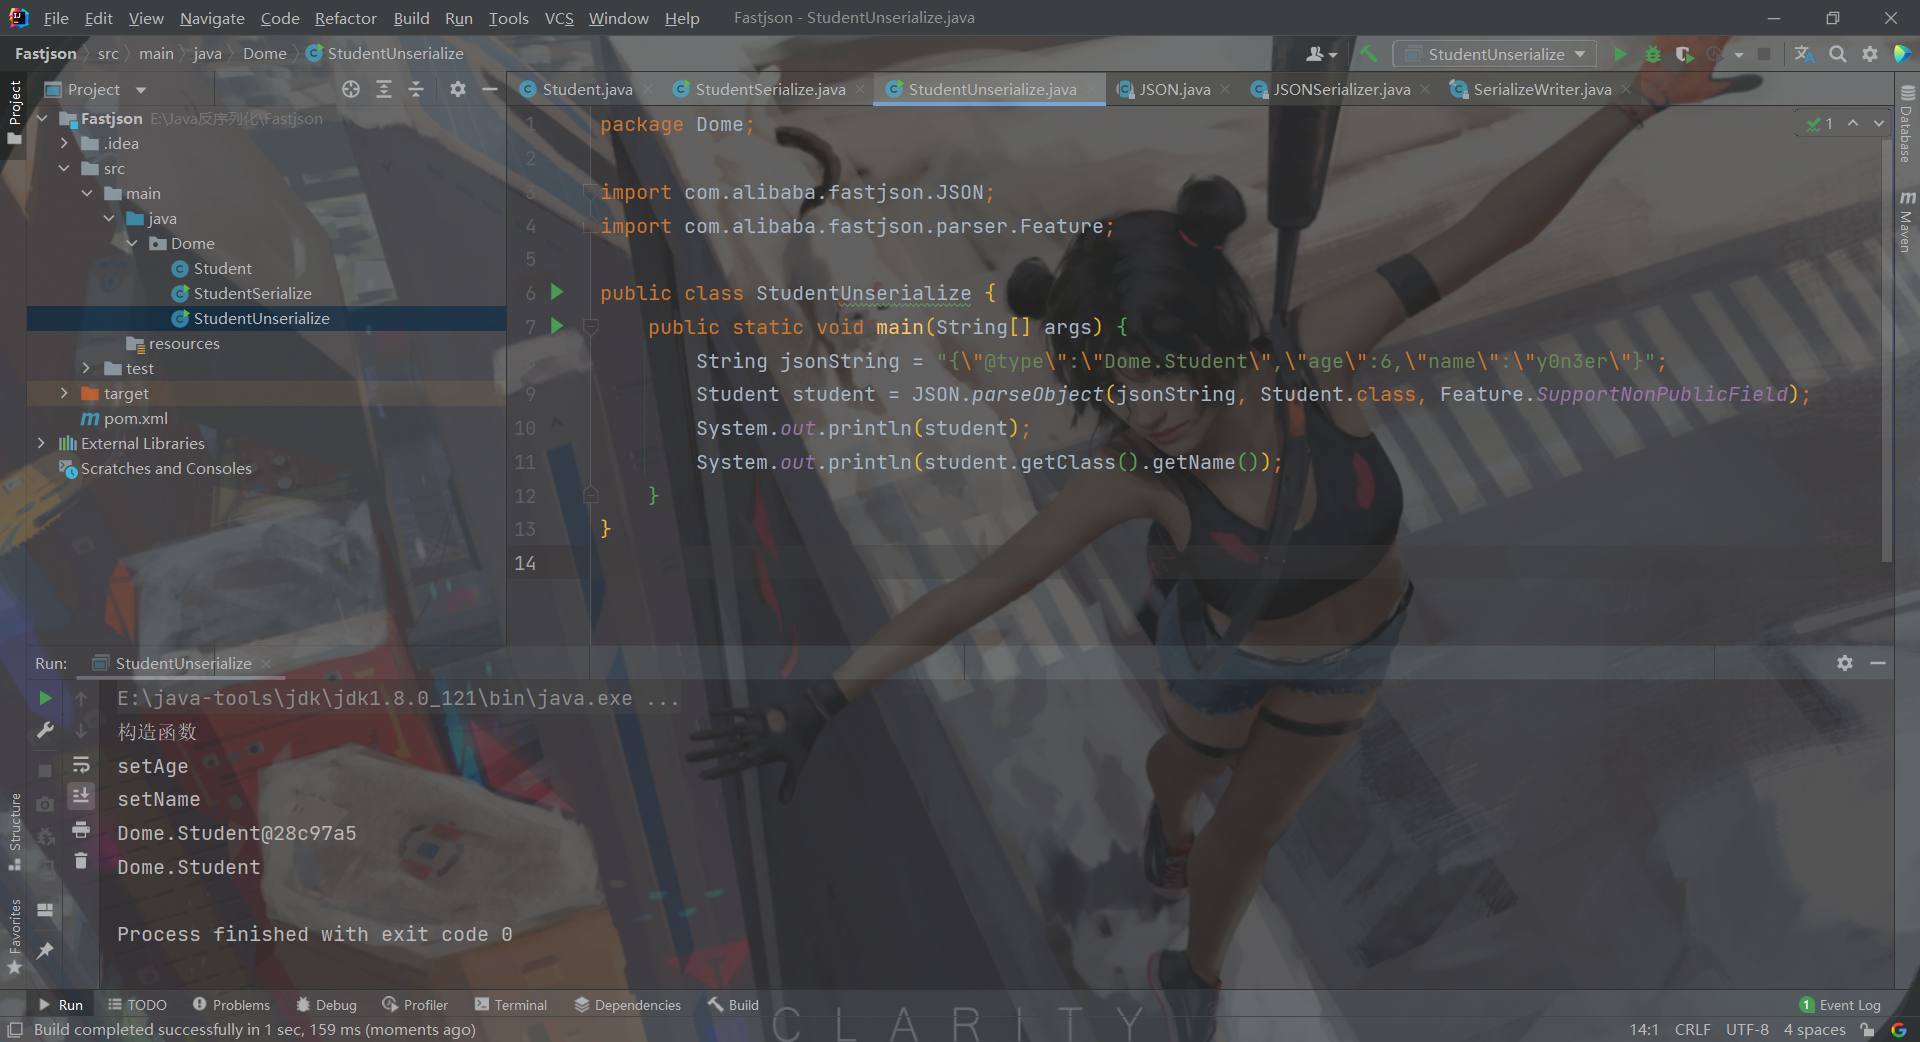 File Edit View Navigate Code Refactor Build Run Tools VCS Window Help Fastjson - StudentUnserialize.java
Fastjson src main java Dome StudentUnserialize StudentUnserialize
Project Project
Student.java StudentSerialize.java StudentUnserialize.java JSON.java JSONSerializer.java SerializeWriter.java
Fastjson E:\Java反序列化\Fastjson
.idea
src
main
java
Dome
Student
StudentSerialize
StudentUnserialize
resources
test
target
pom.xml
External Libraries
Scratches and Consoles
1 package Dome;
2
3 import com.alibaba.fastjson.JSON;
4 import com.alibaba.fastjson.parser.Feature;
5
6 public class StudentUnserialize {
7 public static void main(String[] args) {
String jsonString = "{\"@type\":\"Dome.Student\",\"age\":6,\"name\":\"y0n3er\"}";
9 Student student = JSON.parseObject(jsonString, Student.class, Feature.SupportNonPublicField);
10 System.out.println(student);
11 System.out.println(student.getClass().getName());
12 }
13 }
14
1
Database
Maven
Run: StudentUnserialize
E:\java-tools\jdk\jdk1.8.0_121\bin\java.exe ...
构造函数
setAge
setName
Dome.Student@28c97a5
Dome.Student
Process finished with exit code 0
Structure
Favorites
Run TODO Problems Debug Profiler Terminal Dependencies Build
1 Event Log
CLARITY
Build completed successfully in 1 sec, 159 ms (moments ago)
14:1 CRLF UTF-8 4 spaces